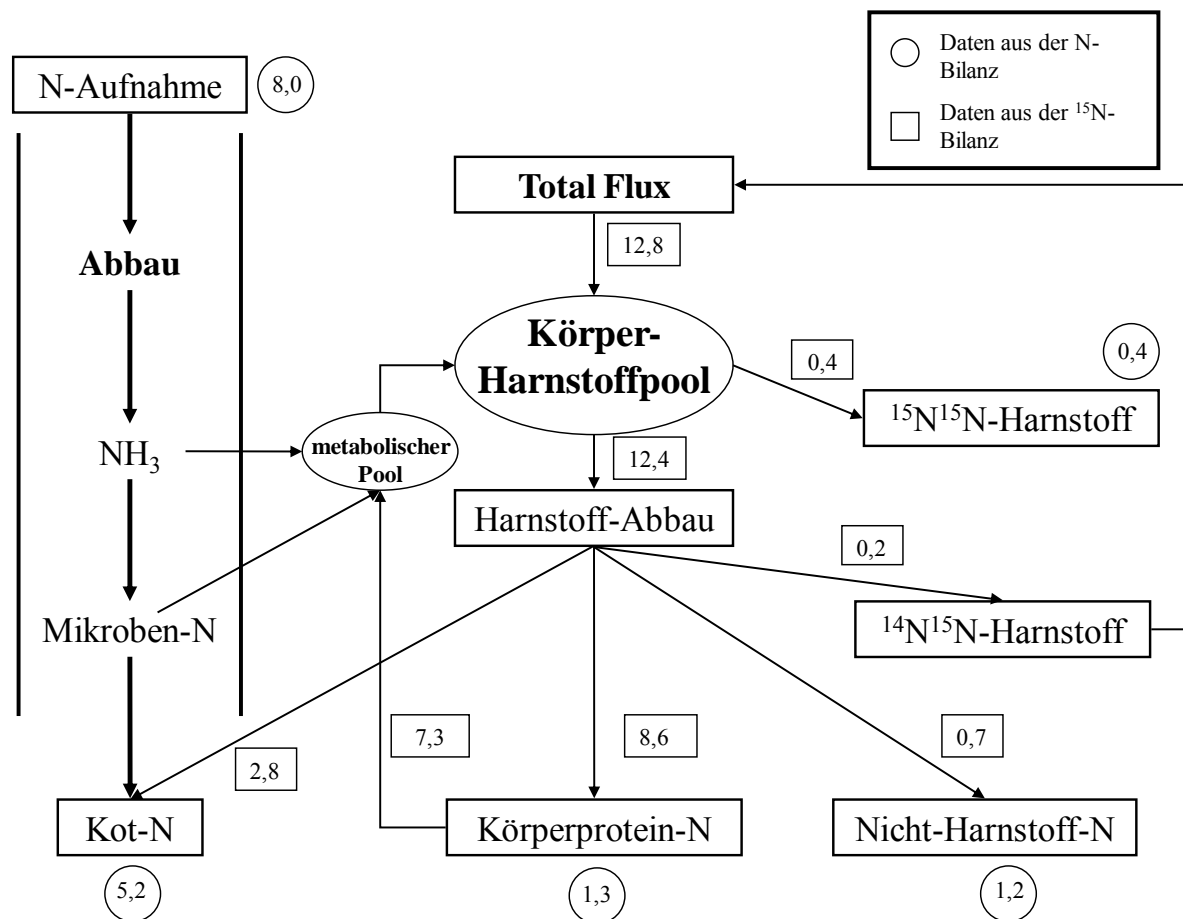 Daten aus der N-
Bilanz
Daten aus der ¹⁵N-
Bilanz
N-Aufnahme
8,0
Total Flux
12,8
Abbau
Körper-
Harnstoffpool
0,4
0,4
¹⁵N¹⁵N-Harnstoff
NH₃
metabolischer
Pool
12,4
Harnstoff-Abbau
0,2
Mikroben-N
¹⁴N¹⁵N-Harnstoff
2,8
7,3
8,6
0,7
Kot-N
Körperprotein-N
Nicht-Harnstoff-N
5,2
1,3
1,2